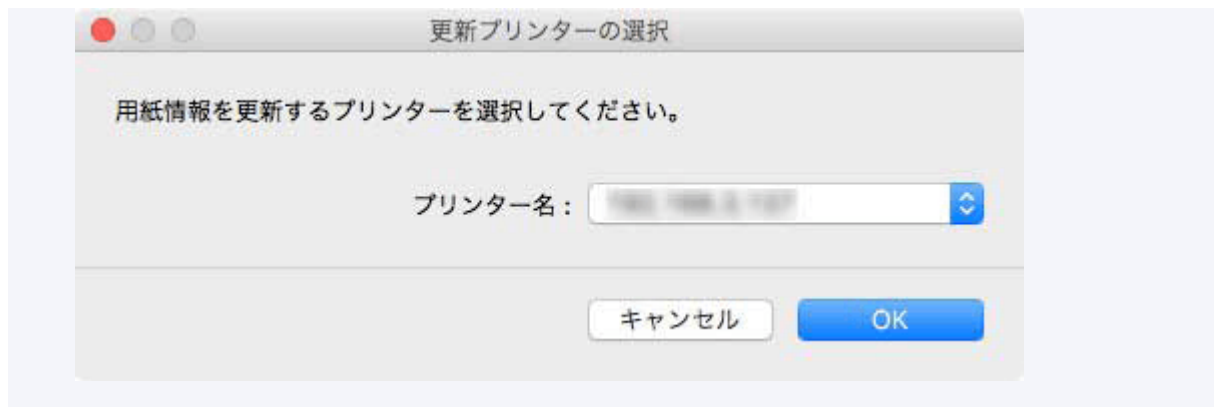 更新プリンターの選択
用紙情報を更新するプリンターを選択してください。
プリンター名：
キャンセル
OK